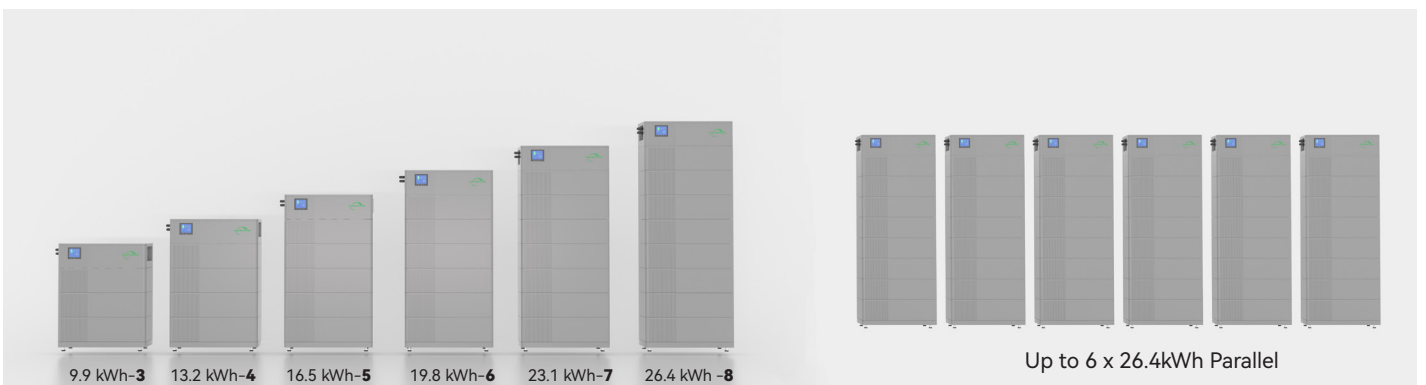 9.9 kWh-3
13.2 kWh-4
16.5 kWh-5
19.8 kWh-6
23.1 kWh-7
26.4 kWh -8
Up to 6 x 26.4kWh Parallel